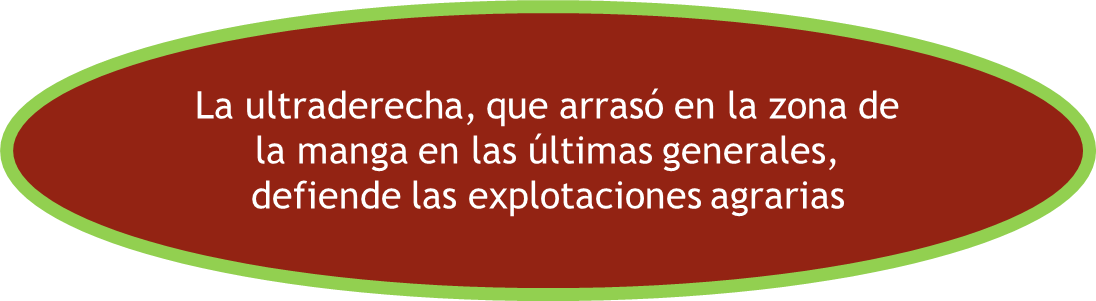 La ultraderecha, que arrasó en la zona de
la manga en las últimas generales,
defiende las explotaciones agrarias